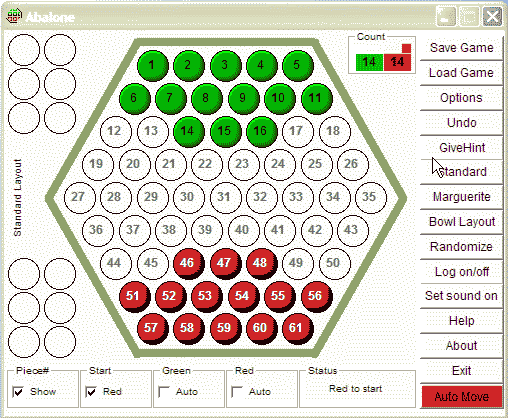 Abalone
Count
14 14
1 2 3 4 5
6 7 8 9 10 11
12 13 14 15 16 17 18
19 20 21 22 23 24 25 26
27 28 29 30 31 32 33 34 35
36 37 38 39 40 41 42 43
44 45 46 47 48 49 50
51 52 53 54 55 56
57 58 59 60 61
Standard Layout
Save Game
Load Game
Options
Undo
GiveHint
Standard
Marguerite
Bowl Layout
Randomize
Log on/off
Set sound on
Help
About
Exit
Auto Move
Piece#
Show
Start
Red
Green
Auto
Red
Auto
Status
Red to start